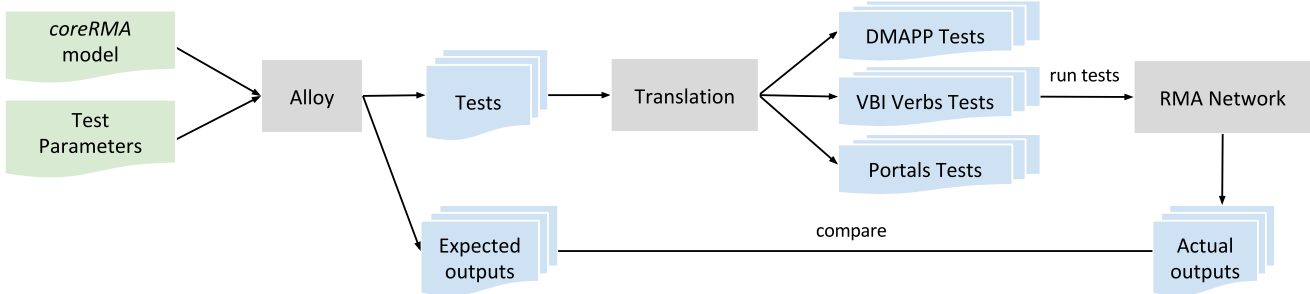 coreRMA
model
Test
Parameters
Alloy
Tests
Expected
outputs
Translation
DMAPP Tests
VBI Verbs Tests
Portals Tests
run tests
RMA Network
compare
Actual
outputs